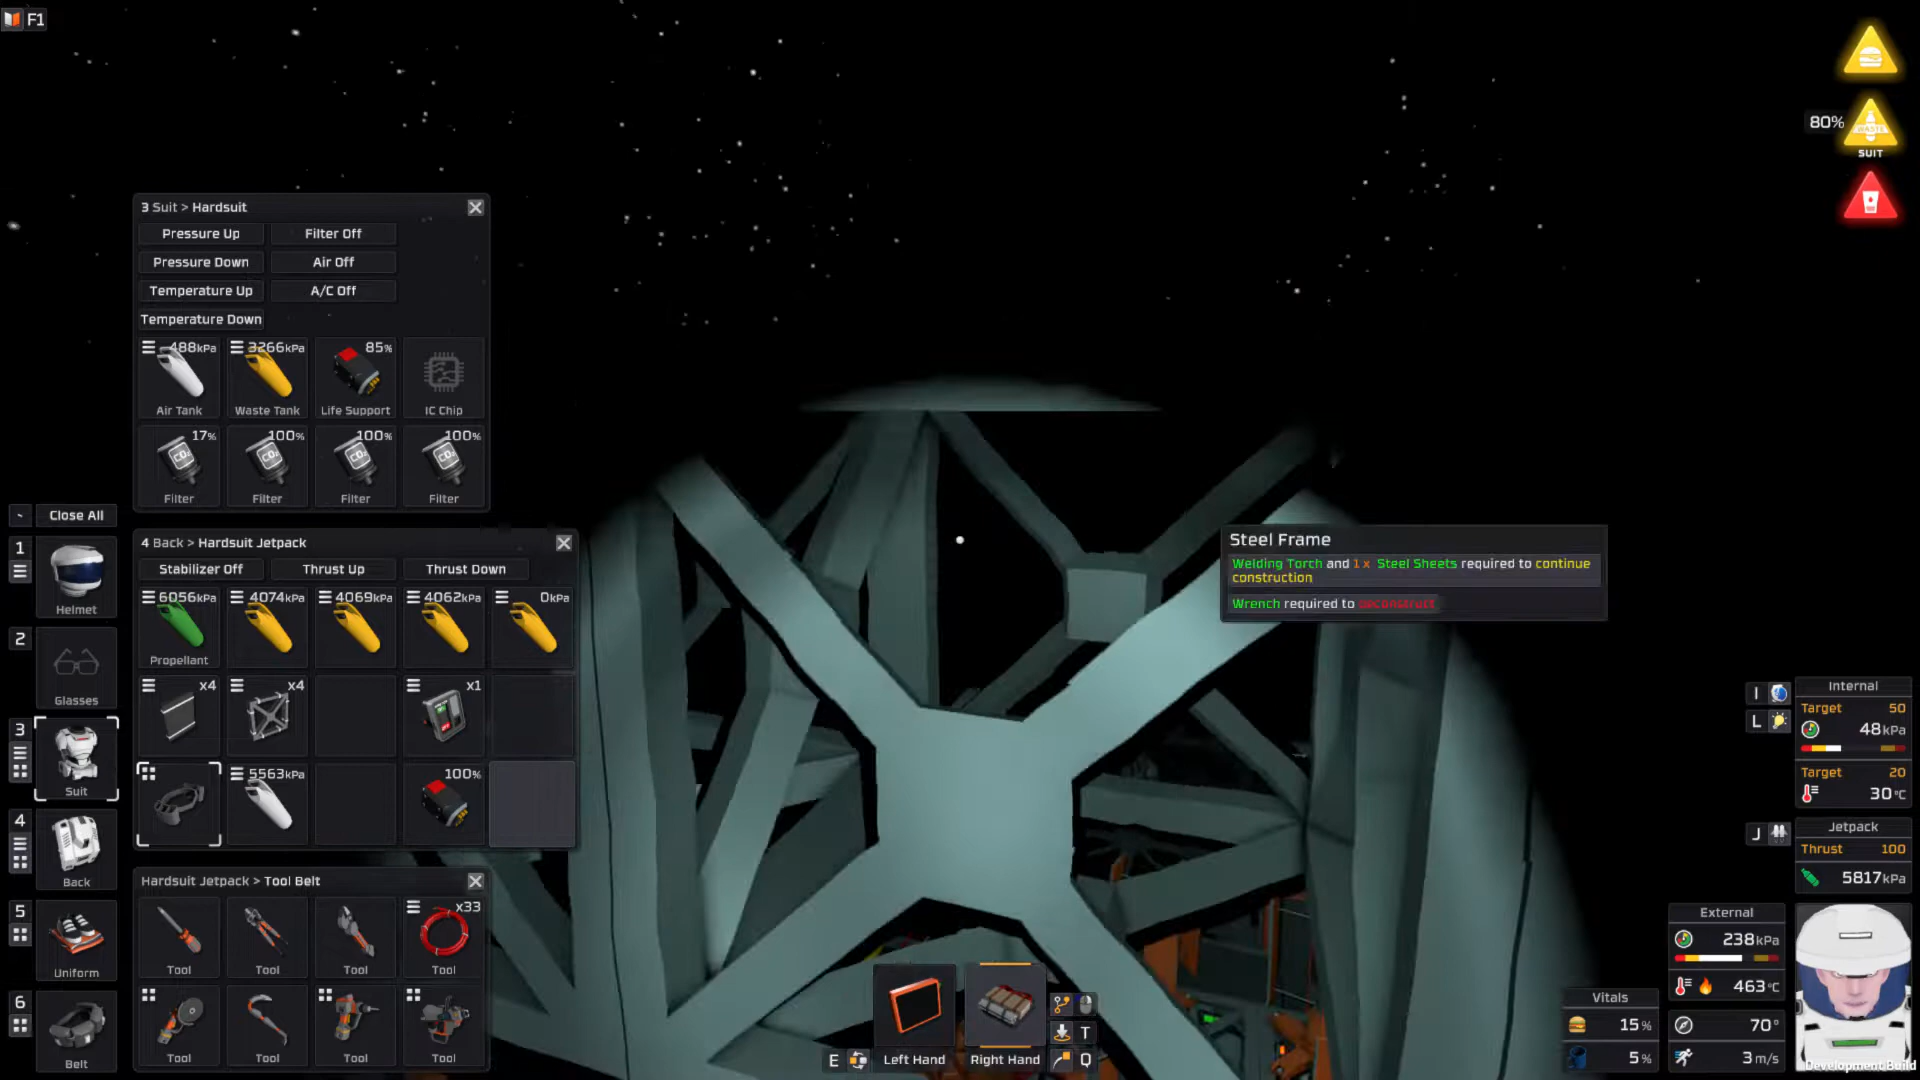 F1
80%
WASTE
SUIT
3 Suit > Hardsuit
Pressure Up
Filter Off
Pressure Down
Air Off
Temperature Up
A/C Off
Temperature Down
488kPa
3266kPa
85%
Air Tank
Waste Tank
Life Support
IC Chip
17%
100%
100%
100%
CO₂
CO₂
CO₂
CO₂
Filter
Filter
Filter
Filter
~ Close All
1
Helmet
2
Glasses
3
Suit
4
Back
5
Uniform
6
Belt
4 Back > Hardsuit Jetpack
Stabilizer Off
Thrust Up
Thrust Down
6056kPa
4074kPa
4069kPa
4062kPa
0kPa
Propellant
x4
x4
x1
5563kPa
100%
Hardsuit Jetpack > Tool Belt
x33
Tool
Tool
Tool
Tool
Tool
Tool
Tool
Tool
Steel Frame
Welding Torch and 1 x Steel Sheets required to continue
construction
Wrench required to deconstruct
E
Left Hand
Right Hand
T
Q
I
L
Internal
Target 50
48kPa
Target 20
30°C
J
Jetpack
Thrust 100
5817kPa
External
238kPa
463°C
Vitals
15%
5%
70°
3m/s
Development Build